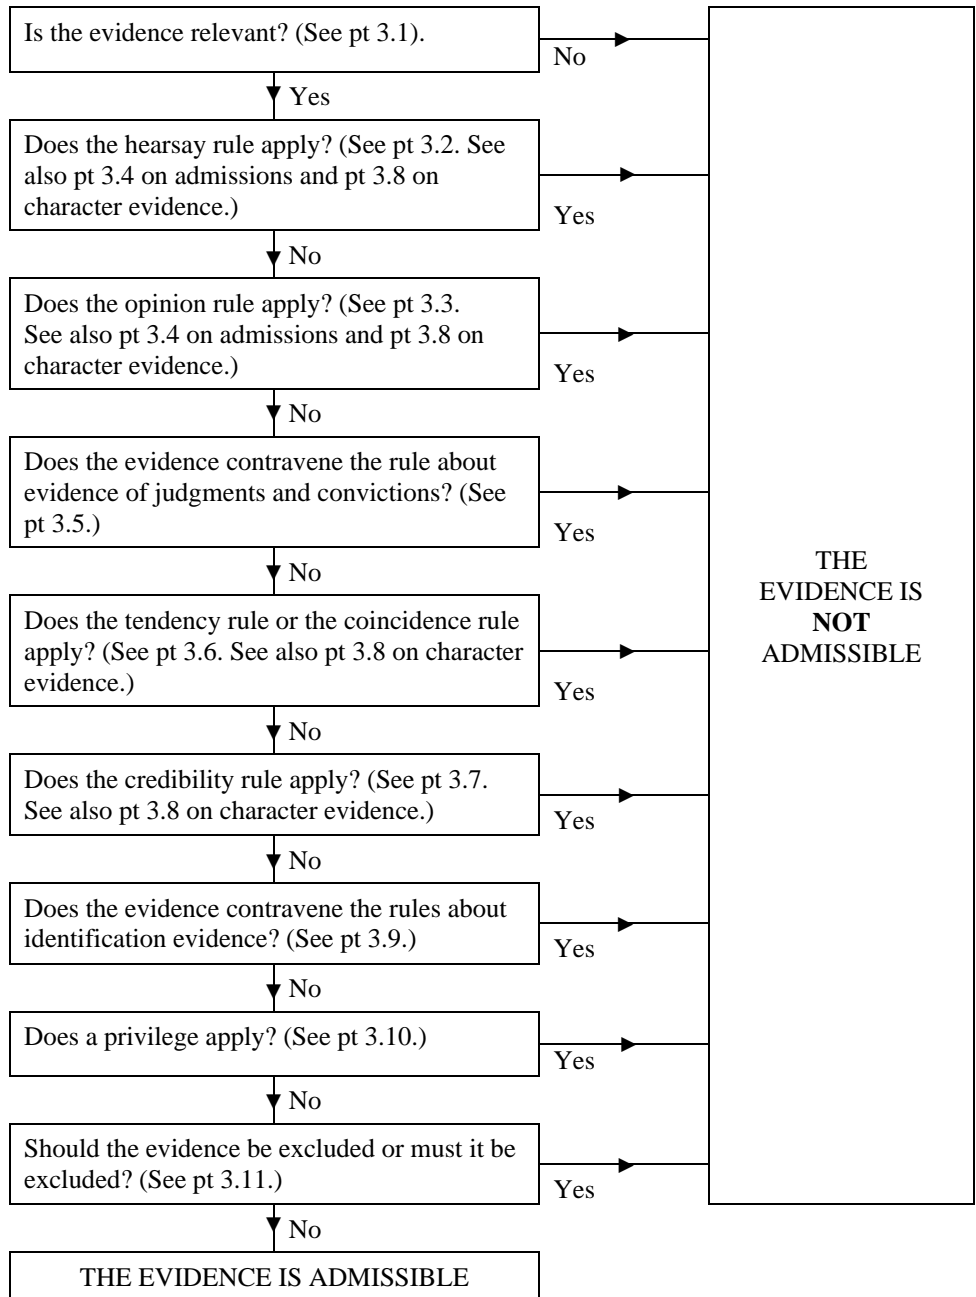 Is the evidence relevant? (See pt 3.1).
No
Yes
Does the hearsay rule apply? (See pt 3.2. See
also pt 3.4 on admissions and pt 3.8 on
character evidence.)
Yes
No
Does the opinion rule apply? (See pt 3.3.
See also pt 3.4 on admissions and pt 3.8 on
character evidence.)
Yes
No
Does the evidence contravene the rule about
evidence of judgments and convictions? (See
pt 3.5.)
Yes
No
Does the tendency rule or the coincidence rule
apply? (See pt 3.6. See also pt 3.8 on character
evidence.)
Yes
No
Does the credibility rule apply? (See pt 3.7.
See also pt 3.8 on character evidence.)
Yes
No
Does the evidence contravene the rules about
identification evidence? (See pt 3.9.)
Yes
No
Does a privilege apply? (See pt 3.10.)
Yes
No
Should the evidence be excluded or must it be
excluded? (See pt 3.11.)
Yes
No
THE EVIDENCE IS ADMISSIBLE
THE
EVIDENCE IS
NOT
ADMISSIBLE